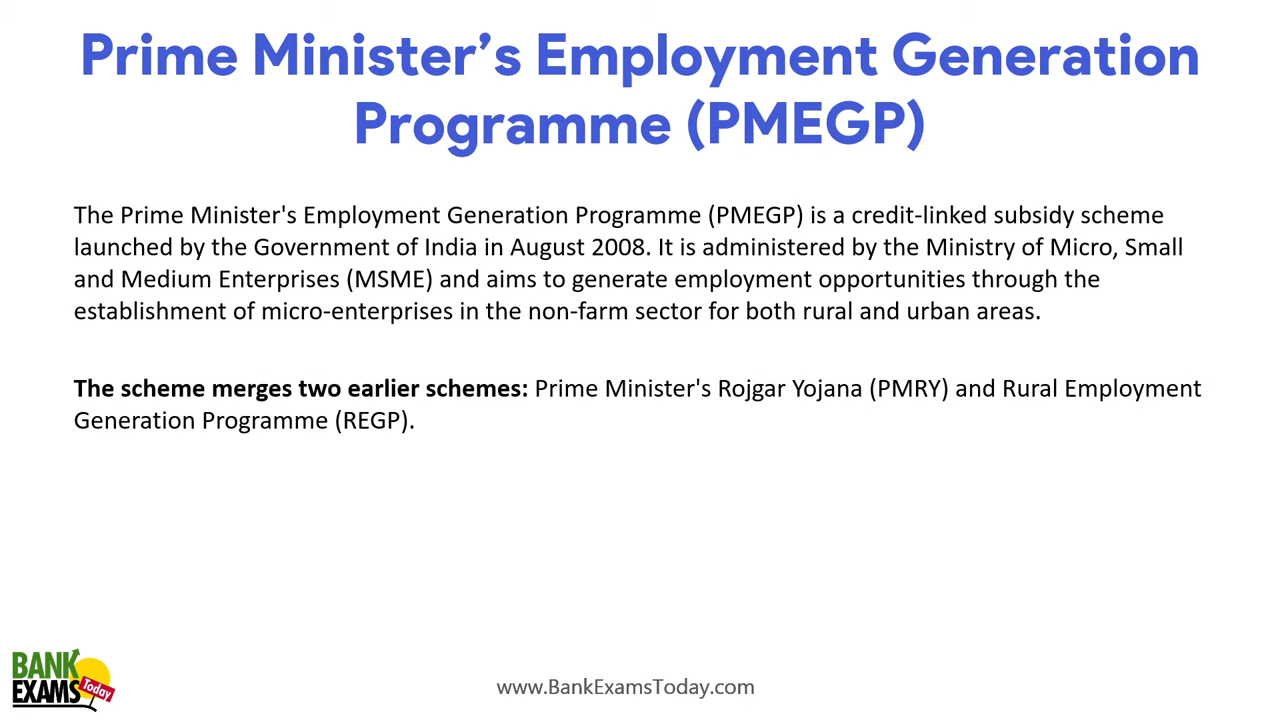 Prime Minister’s Employment Generation
Programme (PMEGP)
The Prime Minister's Employment Generation Programme (PMEGP) is a credit-linked subsidy scheme
launched by the Government of India in August 2008. It is administered by the Ministry of Micro, Small
and Medium Enterprises (MSME) and aims to generate employment opportunities through the
establishment of micro-enterprises in the non-farm sector for both rural and urban areas.
The scheme merges two earlier schemes: Prime Minister's Rojgar Yojana (PMRY) and Rural Employment
Generation Programme (REGP).
BANK
EXAMS
Today
www.BankExamsToday.com